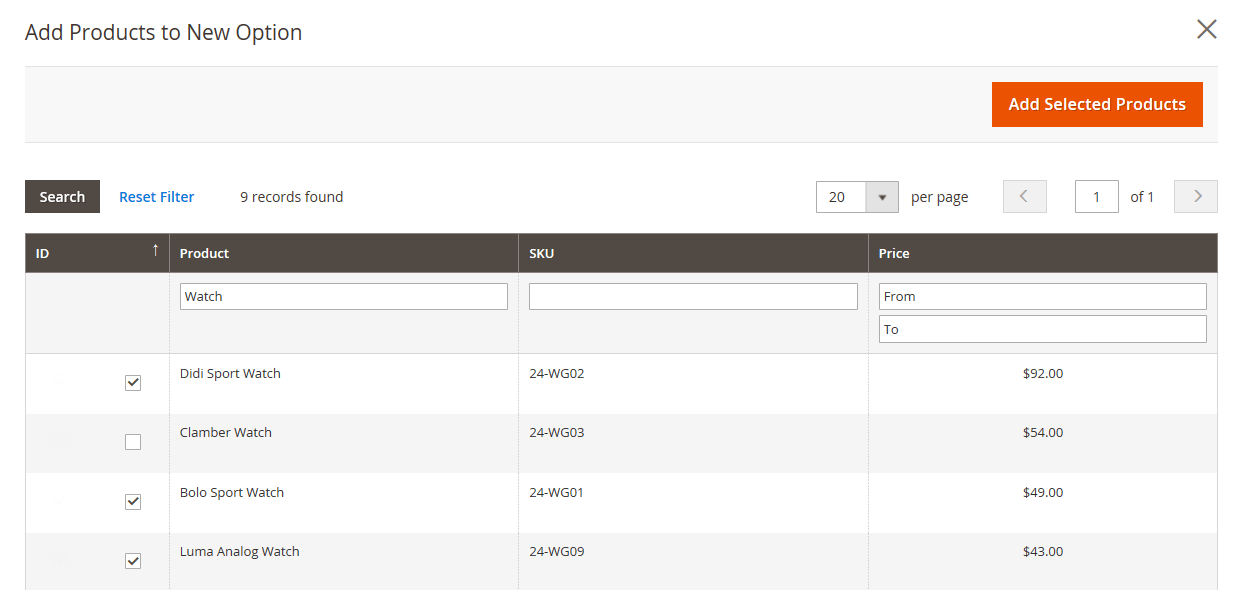 Add Products to New Option
Add Selected Products
Search Reset Filter 9 records found 20 per page 1 of 1
ID ↑ Product SKU Price
Watch From
To
Didi Sport Watch 24-WG02 $92.00
Clamber Watch 24-WG03 $54.00
Bolo Sport Watch 24-WG01 $49.00
Luma Analog Watch 24-WG09 $43.00